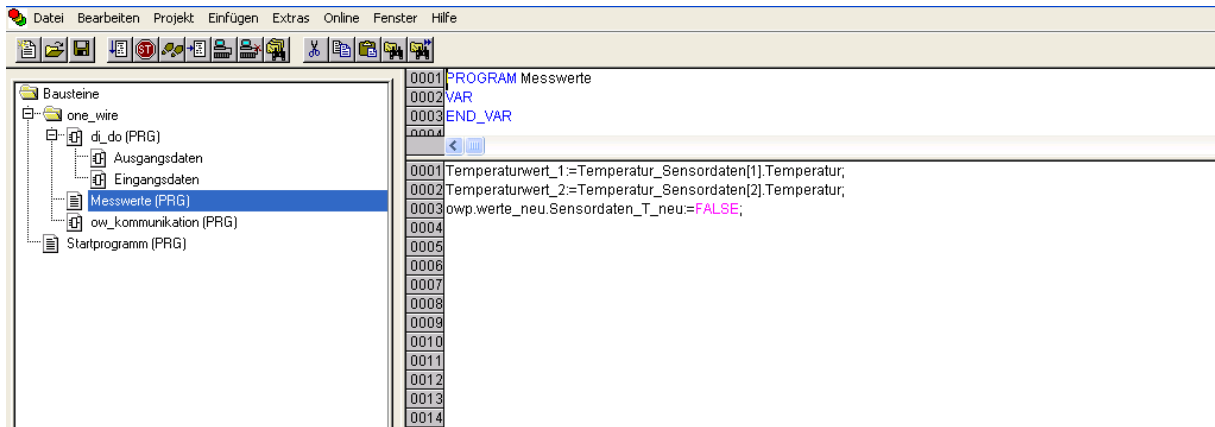 Datei Bearbeiten Projekt Einfügen Extras Online Fenster Hilfe
ST
Bausteine
one_wire
di_do (PRG)
Ausgangsdaten
Eingangsdaten
Messwerte (PRG)
ow_kommunikation (PRG)
Startprogramm (PRG)
0001 PROGRAM Messwerte
0002 VAR
0003 END_VAR
0004
0001 Temperaturwert_1:=Temperatur_Sensordaten[1].Temperatur;
0002 Temperaturwert_2:=Temperatur_Sensordaten[2].Temperatur;
0003 owp.werte_neu.Sensordaten_T_neu:=FALSE;
0004
0005
0006
0007
0008
0009
0010
0011
0012
0013
0014